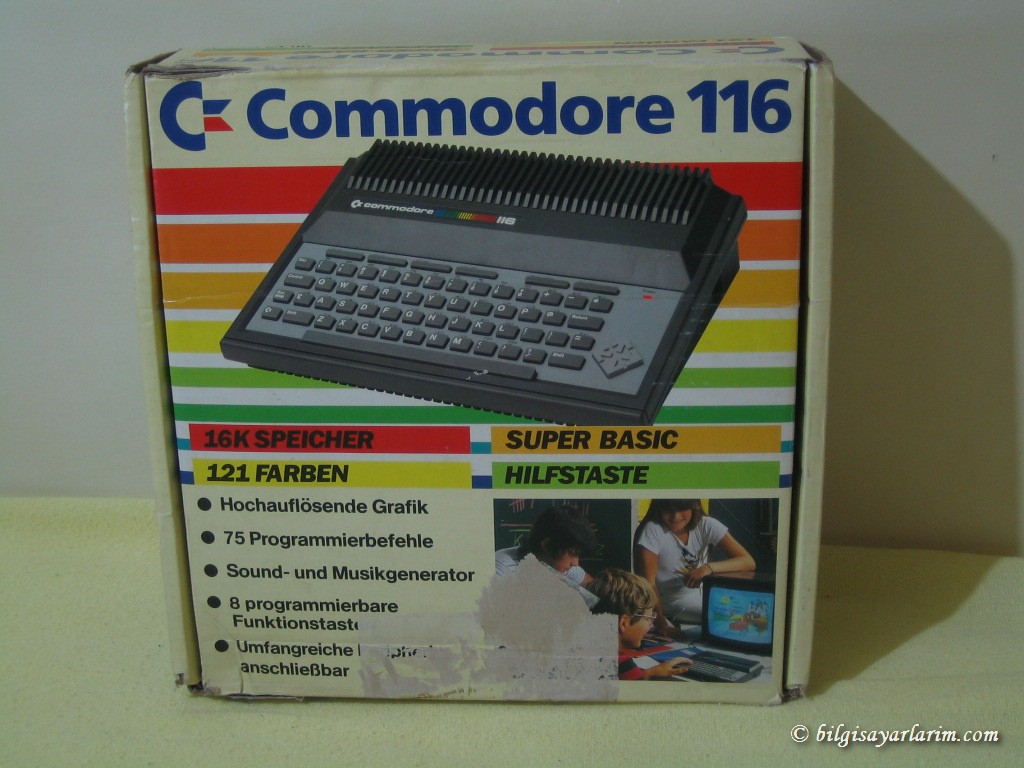 Commodore 116
commodore 116
16K SPEICHER
SUPER BASIC
121 FARBEN
HILFSTASTE
Hochauflösende Grafik
75 Programmierbefehle
Sound- und Musikgenerator
8 programmierbare
Umfangreiche
anschließbar
© bilgisayarlarim.com